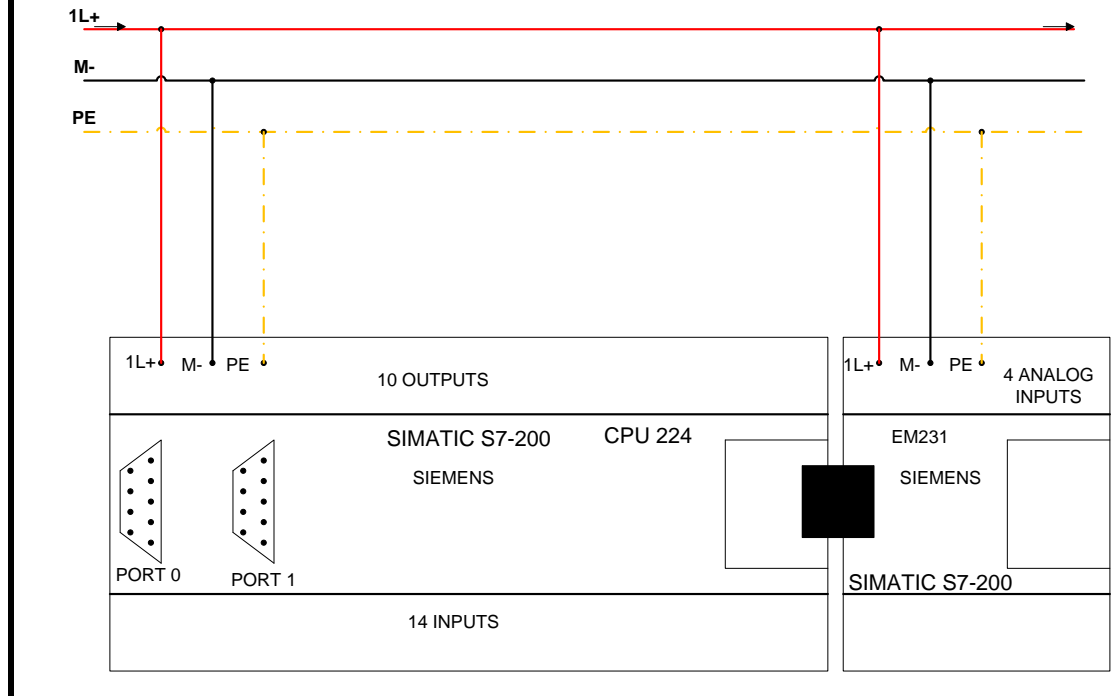 1L+
M-
PE
1L+ M- PE
10 OUTPUTS
SIMATIC S7-200 CPU 224
SIEMENS
PORT 0
PORT 1
14 INPUTS
1L+ M- PE
4 ANALOG
INPUTS
EM231
SIEMENS
SIMATIC S7-200